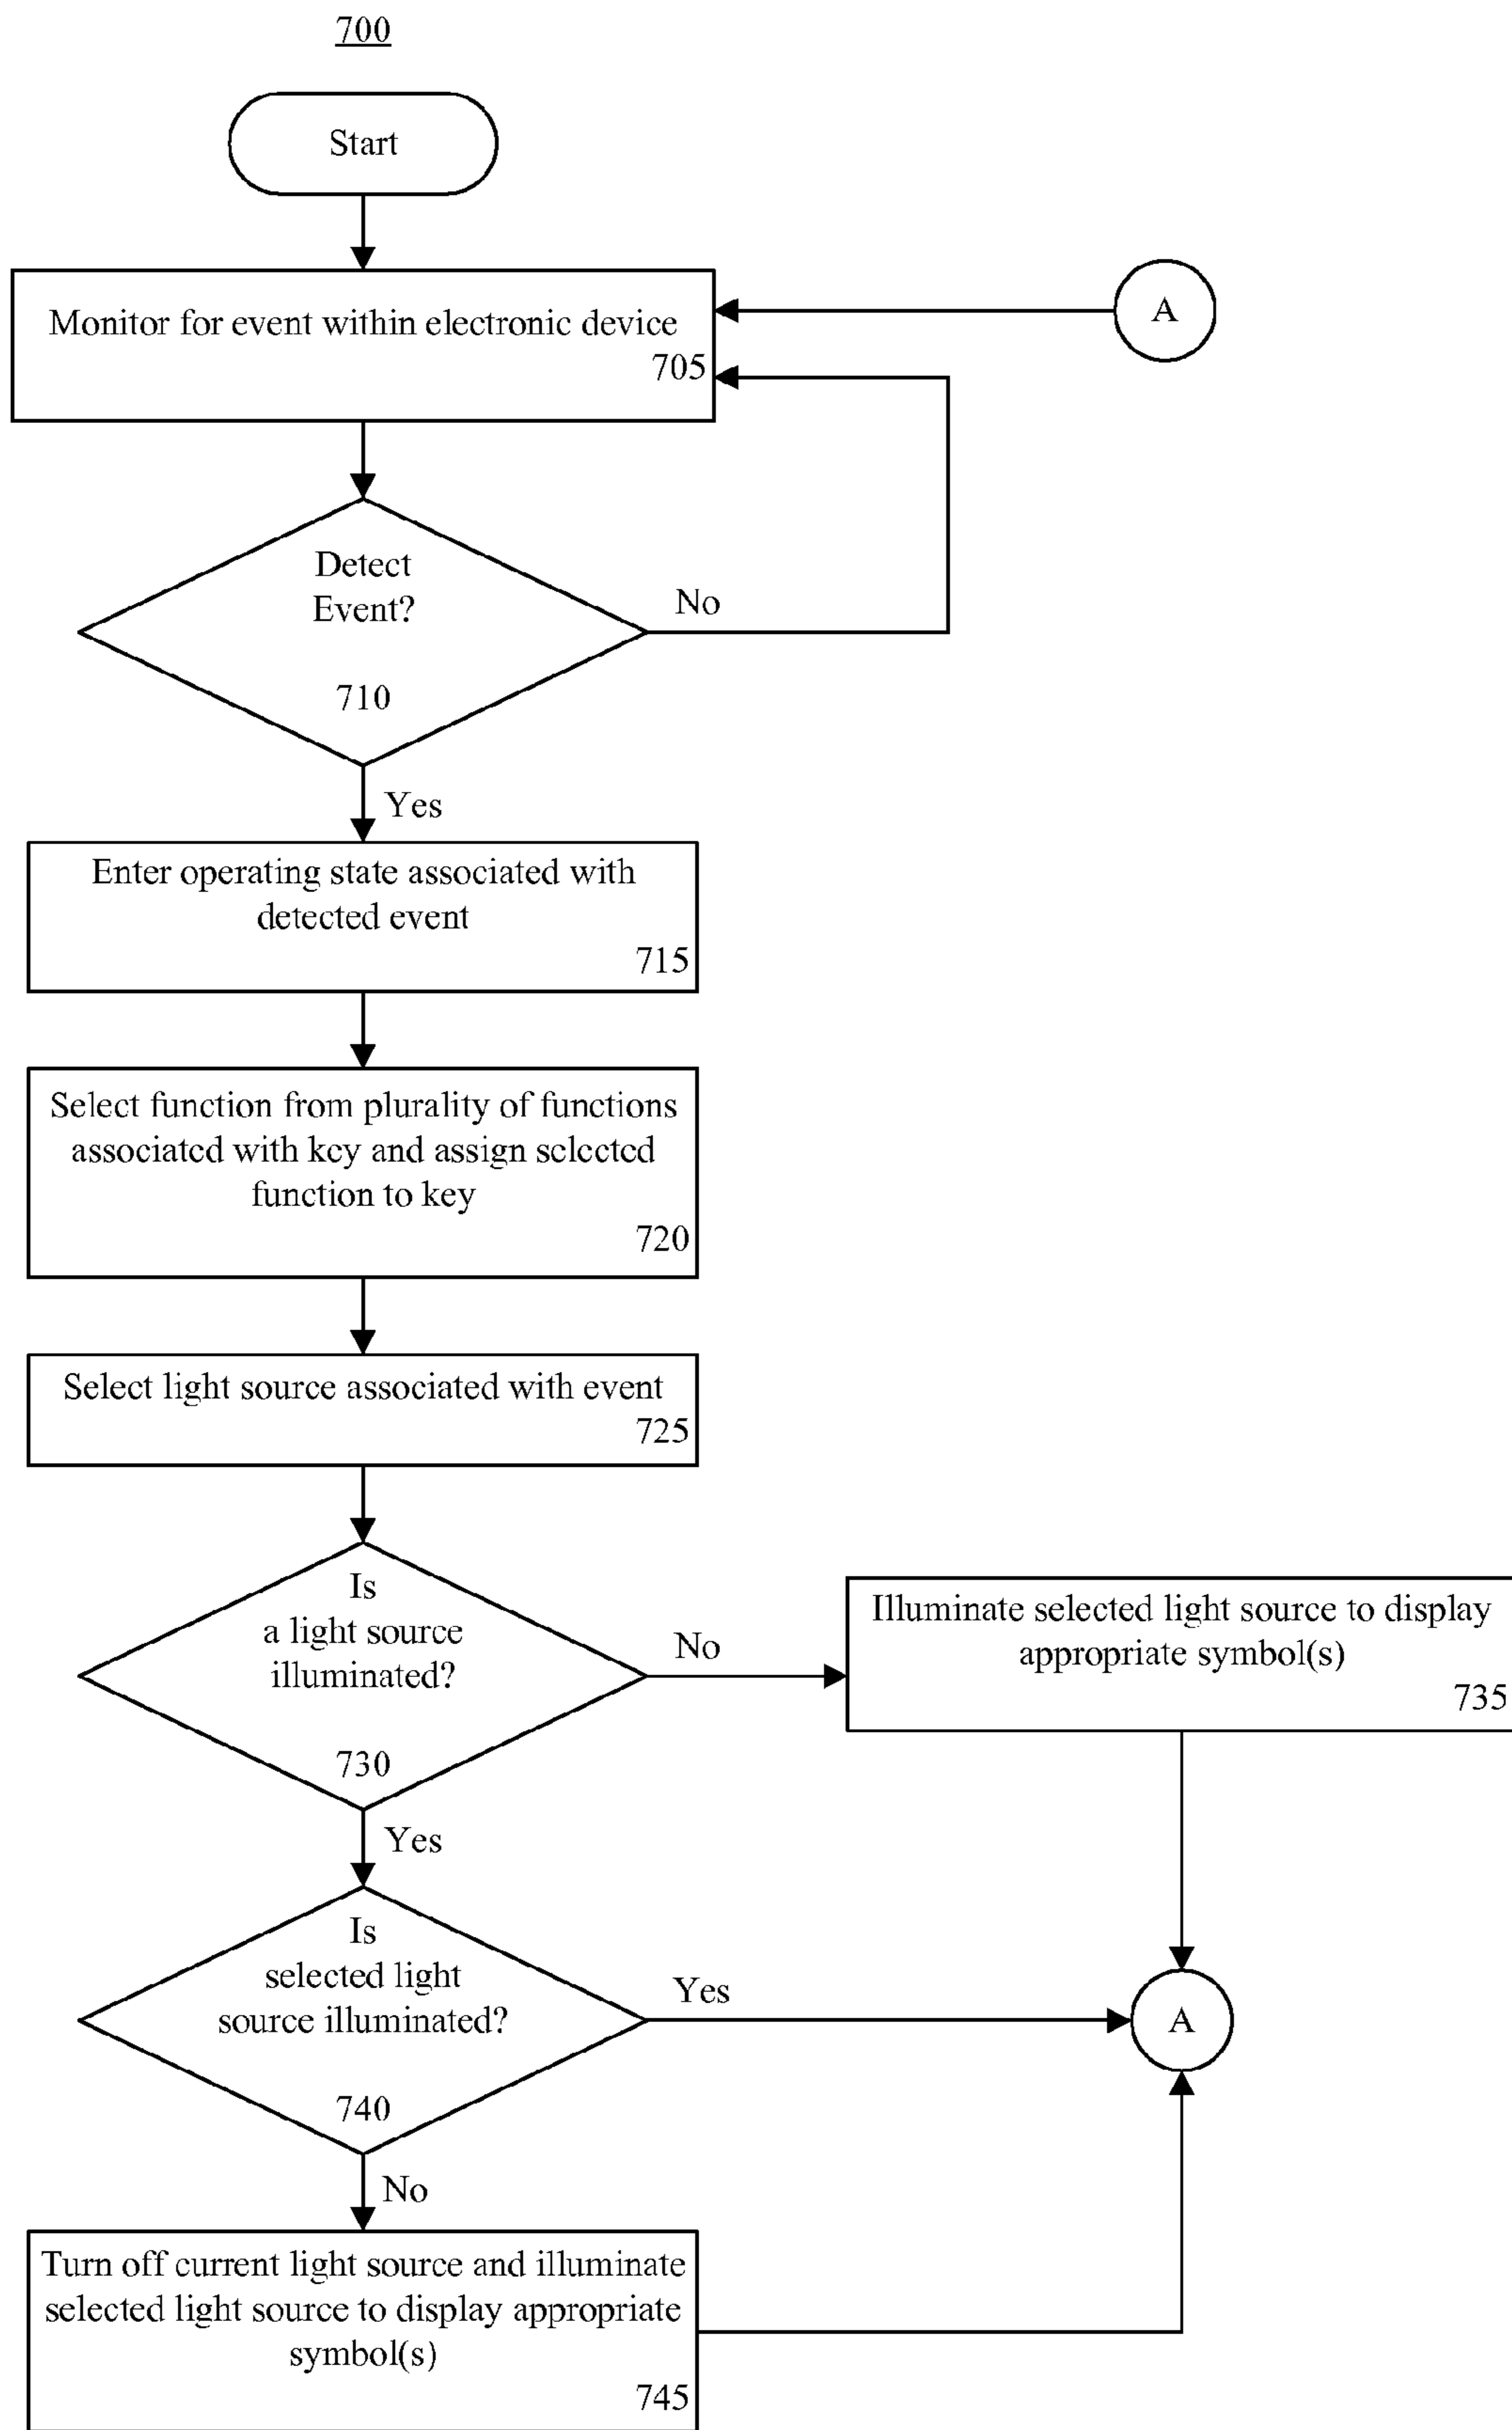 700
Start
Monitor for event within electronic device
705
A
Detect
Event?
710
No
Yes
Enter operating state associated with
detected event
715
Select function from plurality of functions
associated with key and assign selected
function to key
720
Select light source associated with event
725
Is
a light source
illuminated?
730
No
Illuminate selected light source to display
appropriate symbol(s)
735
Yes
Is
selected light
source illuminated?
740
Yes
A
No
Turn off current light source and illuminate
selected light source to display appropriate
symbol(s)
745